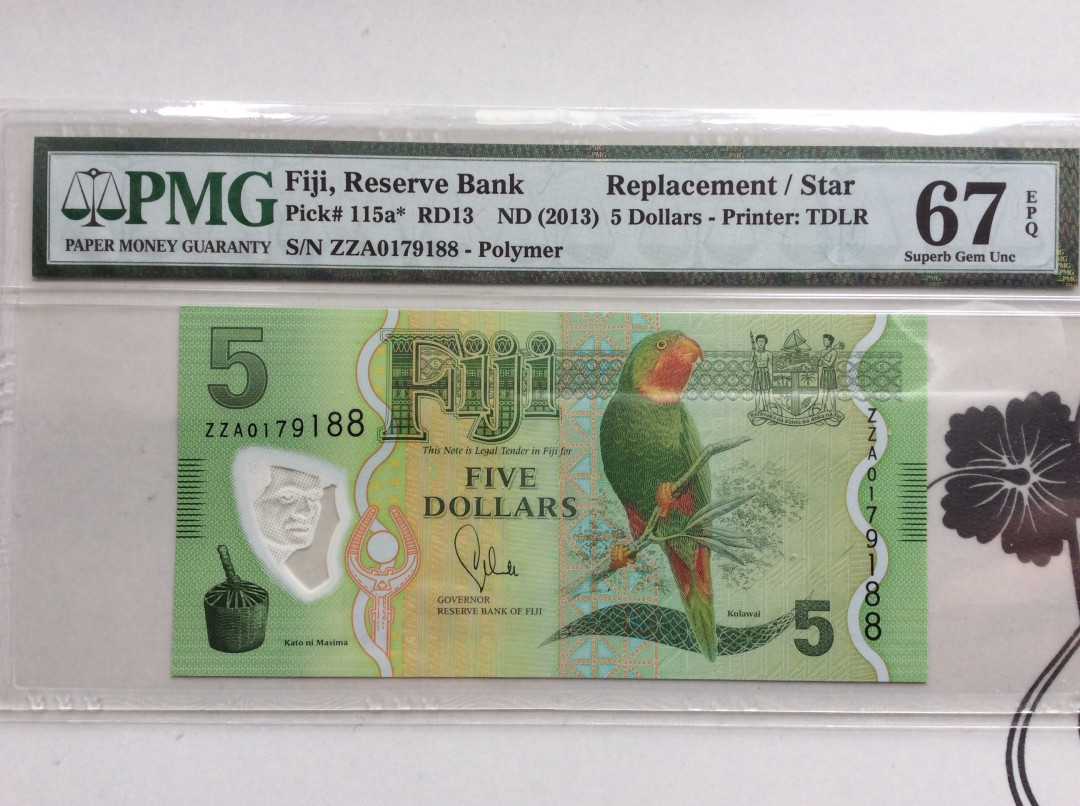 PMG
PAPER MONEY GUARANTY
Fiji, Reserve Bank Replacement / Star
Pick# 115a* RD13 ND (2013) 5 Dollars - Printer: TDLR
S/N ZZA0179188 - Polymer
67
EPQ
Superb Gem Unc
5
Fiji
ZZA0179188
This Note is Legal Tender in Fiji for
FIVE
DOLLARS
GOVERNOR
RESERVE BANK OF FIJI
Kato ni Masima
Kulawai
5
ZZA0179188